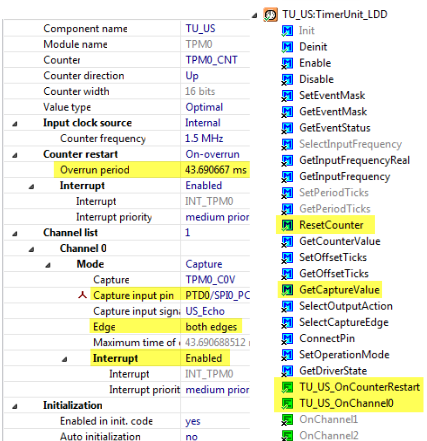 Component name TU_US
Module name TPM0
Counter TPM0_CNT
Counter direction Up
Counter width 16 bits
Value type Optimal
Input clock source Internal
Counter frequency 1.5 MHz
Counter restart On-overrun
Overrun period 43.690667 ms
Interrupt Enabled
Interrupt INT_TPM0
Interrupt priority medium prior
Channel list 1
Channel 0
Mode Capture
Capture TPM0_C0V
Capture input pin PTD0/SPI0_PC
Capture input signa US_Echo
Edge both edges
Maximum time of e 43.690688512
Interrupt Enabled
Interrupt INT_TPM0
Interrupt priorit medium prior
Initialization
Enabled in init. code yes
Auto initialization no
TU_US:TimerUnit_LDD
Init
Deinit
Enable
Disable
SetEventMask
GetEventMask
GetEventStatus
SelectInputFrequency
GetInputFrequencyReal
GetInputFrequency
SetPeriodTicks
GetPeriodTicks
ResetCounter
GetCounterValue
SetOffsetTicks
GetOffsetTicks
GetCaptureValue
SelectOutputAction
SelectCaptureEdge
ConnectPin
SetOperationMode
GetDriverState
TU_US_OnCounterRestart
TU_US_OnChannel0
OnChannel1
OnChannel2